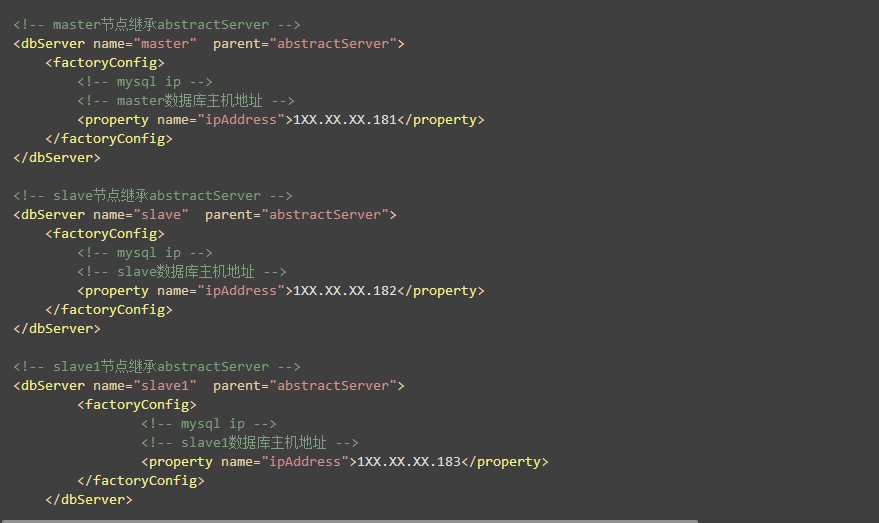 <!-- master节点继承abstractServer -->
<dbServer name="master"  parent="abstractServer">
    <factoryConfig>
        <!-- mysql ip -->
        <!-- master数据库主机地址 -->
        <property name="ipAddress">1XX.XX.XX.181</property>
    </factoryConfig>
</dbServer>

<!-- slave节点继承abstractServer -->
<dbServer name="slave"  parent="abstractServer">
    <factoryConfig>
        <!-- mysql ip -->
        <!-- slave数据库主机地址 -->
        <property name="ipAddress">1XX.XX.XX.182</property>
    </factoryConfig>
</dbServer>

<!-- slave1节点继承abstractServer -->
<dbServer name="slave1"  parent="abstractServer">
        <factoryConfig>
                <!-- mysql ip -->
                <!-- slave1数据库主机地址 -->
                <property name="ipAddress">1XX.XX.XX.183</property>
        </factoryConfig>
    </dbServer>